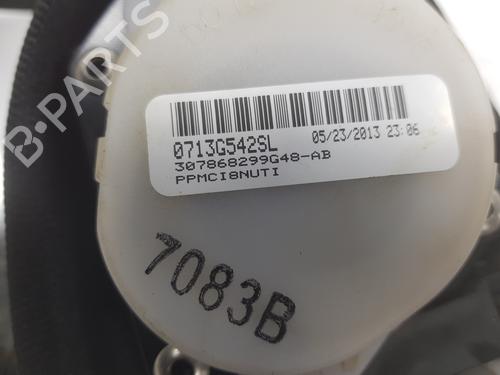 B-Parts
0713G542SL 05/23/2013 23:06
307868299G48-AB
PPMCI8NUTI
7083B